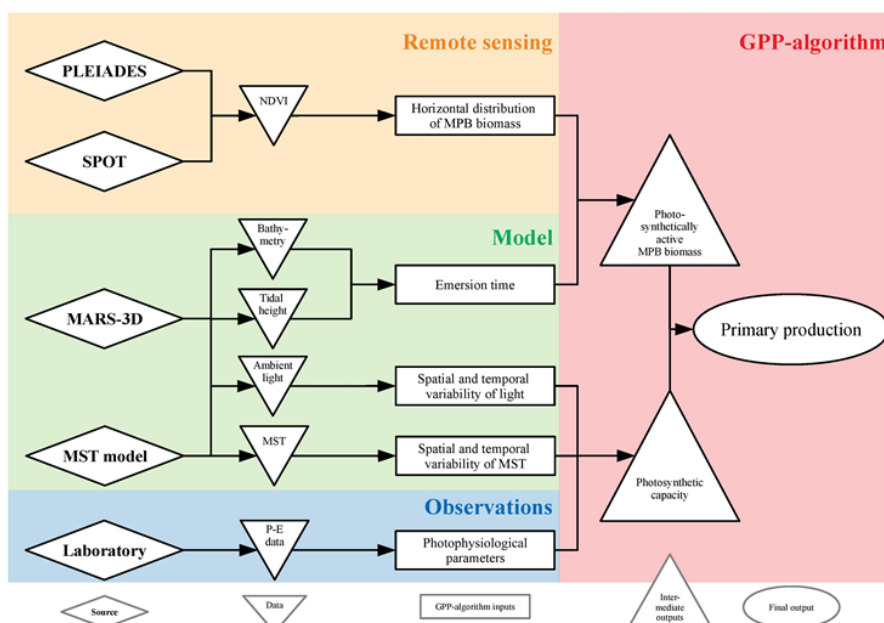 Remote sensing
GPP-algorithm
PLEIADES
NDVI
Horizontal distribution
of MPB biomass
SPOT
Photo-
synthetically
active
MPB biomass
Model
Bathy-
metry
Emersion time
Tidal
height
MARS-3D
Primary production
Ambient
light
Spatial and temporal
variability of light
MST model
MST
Spatial and temporal
variability of MST
Photosynthetic
capacity
Observations
Laboratory
P-E
data
Photophysiological
parameters
Source
Data
GPP-algorithm inputs
Inter-
mediate
outputs
Final output